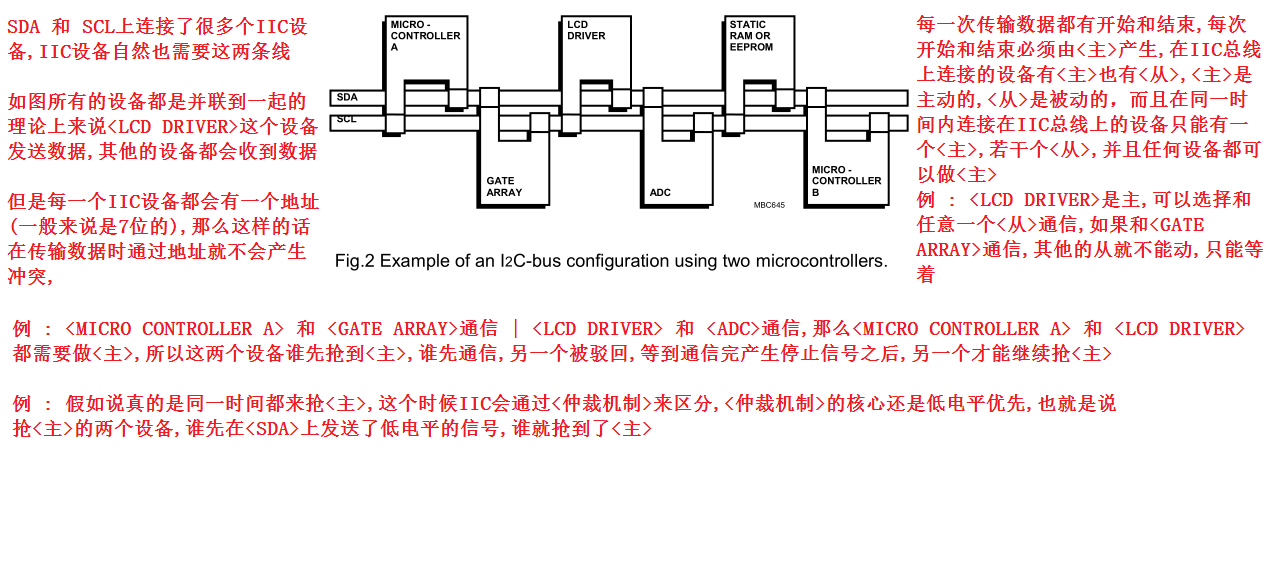 SDA 和 SCL上连接了很多个IIC设
备,IIC设备自然也需要这两条线
如图所有的设备都是并联到一起的
理论上来说<LCD DRIVER>这个设备
发送数据,其他的设备都会收到数据
但是每一个IIC设备都会有一个地址
(一般来说是7位的),那么这样的话
在传输数据时通过地址就不会产生
冲突,
MICRO -
CONTROLLER
A
LCD
DRIVER
STATIC
RAM OR
EEPROM
SDA
SCL
GATE
ARRAY
ADC
MICRO -
CONTROLLER
B
MBC645
Fig.2 Example of an I2C-bus configuration using two microcontrollers.
每一次传输数据都有开始和结束,每次
开始和结束必须由<主>产生,在IIC总线
上连接的设备有<主>也有<从>,<主>是
主动的,<从>是被动的，而且在同一时
间内连接在IIC总线上的设备只能有一
个<主>,若干个<从>,并且任何设备都可
以做<主>
例 : <LCD DRIVER>是主,可以选择和
任意一个<从>通信,如果和<GATE
ARRAY>通信,其他的从就不能动,只能等
着
例 : <MICRO CONTROLLER A> 和 <GATE ARRAY>通信 | <LCD DRIVER> 和 <ADC>通信,那么<MICRO CONTROLLER A> 和 <LCD DRIVER>
都需要做<主>,所以这两个设备谁先抢到<主>,谁先通信,另一个被驳回,等到通信完产生停止信号之后,另一个才能继续抢<主>
例 : 假如说真的是同一时间都来抢<主>,这个时候IIC会通过<仲裁机制>来区分,<仲裁机制>的核心还是低电平优先,也就是说
抢<主>的两个设备,谁先在<SDA>上发送了低电平的信号,谁就抢到了<主>